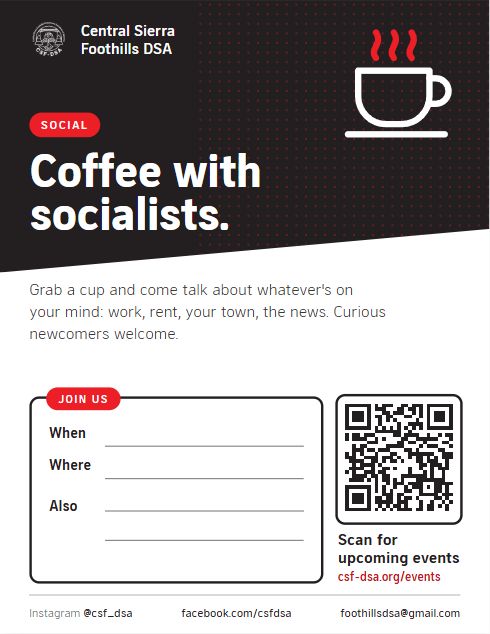 CSF-DSA
Central Sierra
Foothills DSA
SOCIAL
Coffee with
socialists.
Grab a cup and come talk about whatever's on
your mind: work, rent, your town, the news. Curious
newcomers welcome.
JOIN US
When
Where
Also
Scan for
upcoming events
csf-dsa.org/events
Instagram @csf_dsa facebook.com/csfdsa foothillsdsa@gmail.com